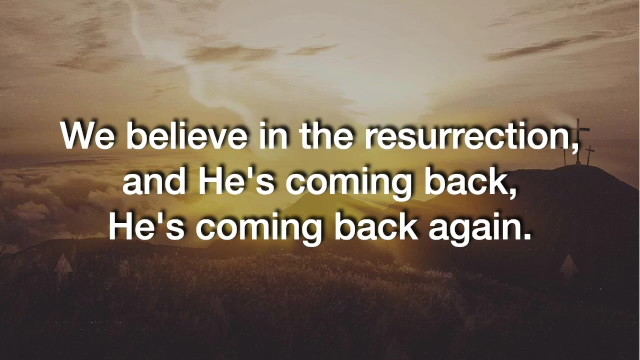 We believe in the resurrection,
and He's coming back,
He's coming back again.